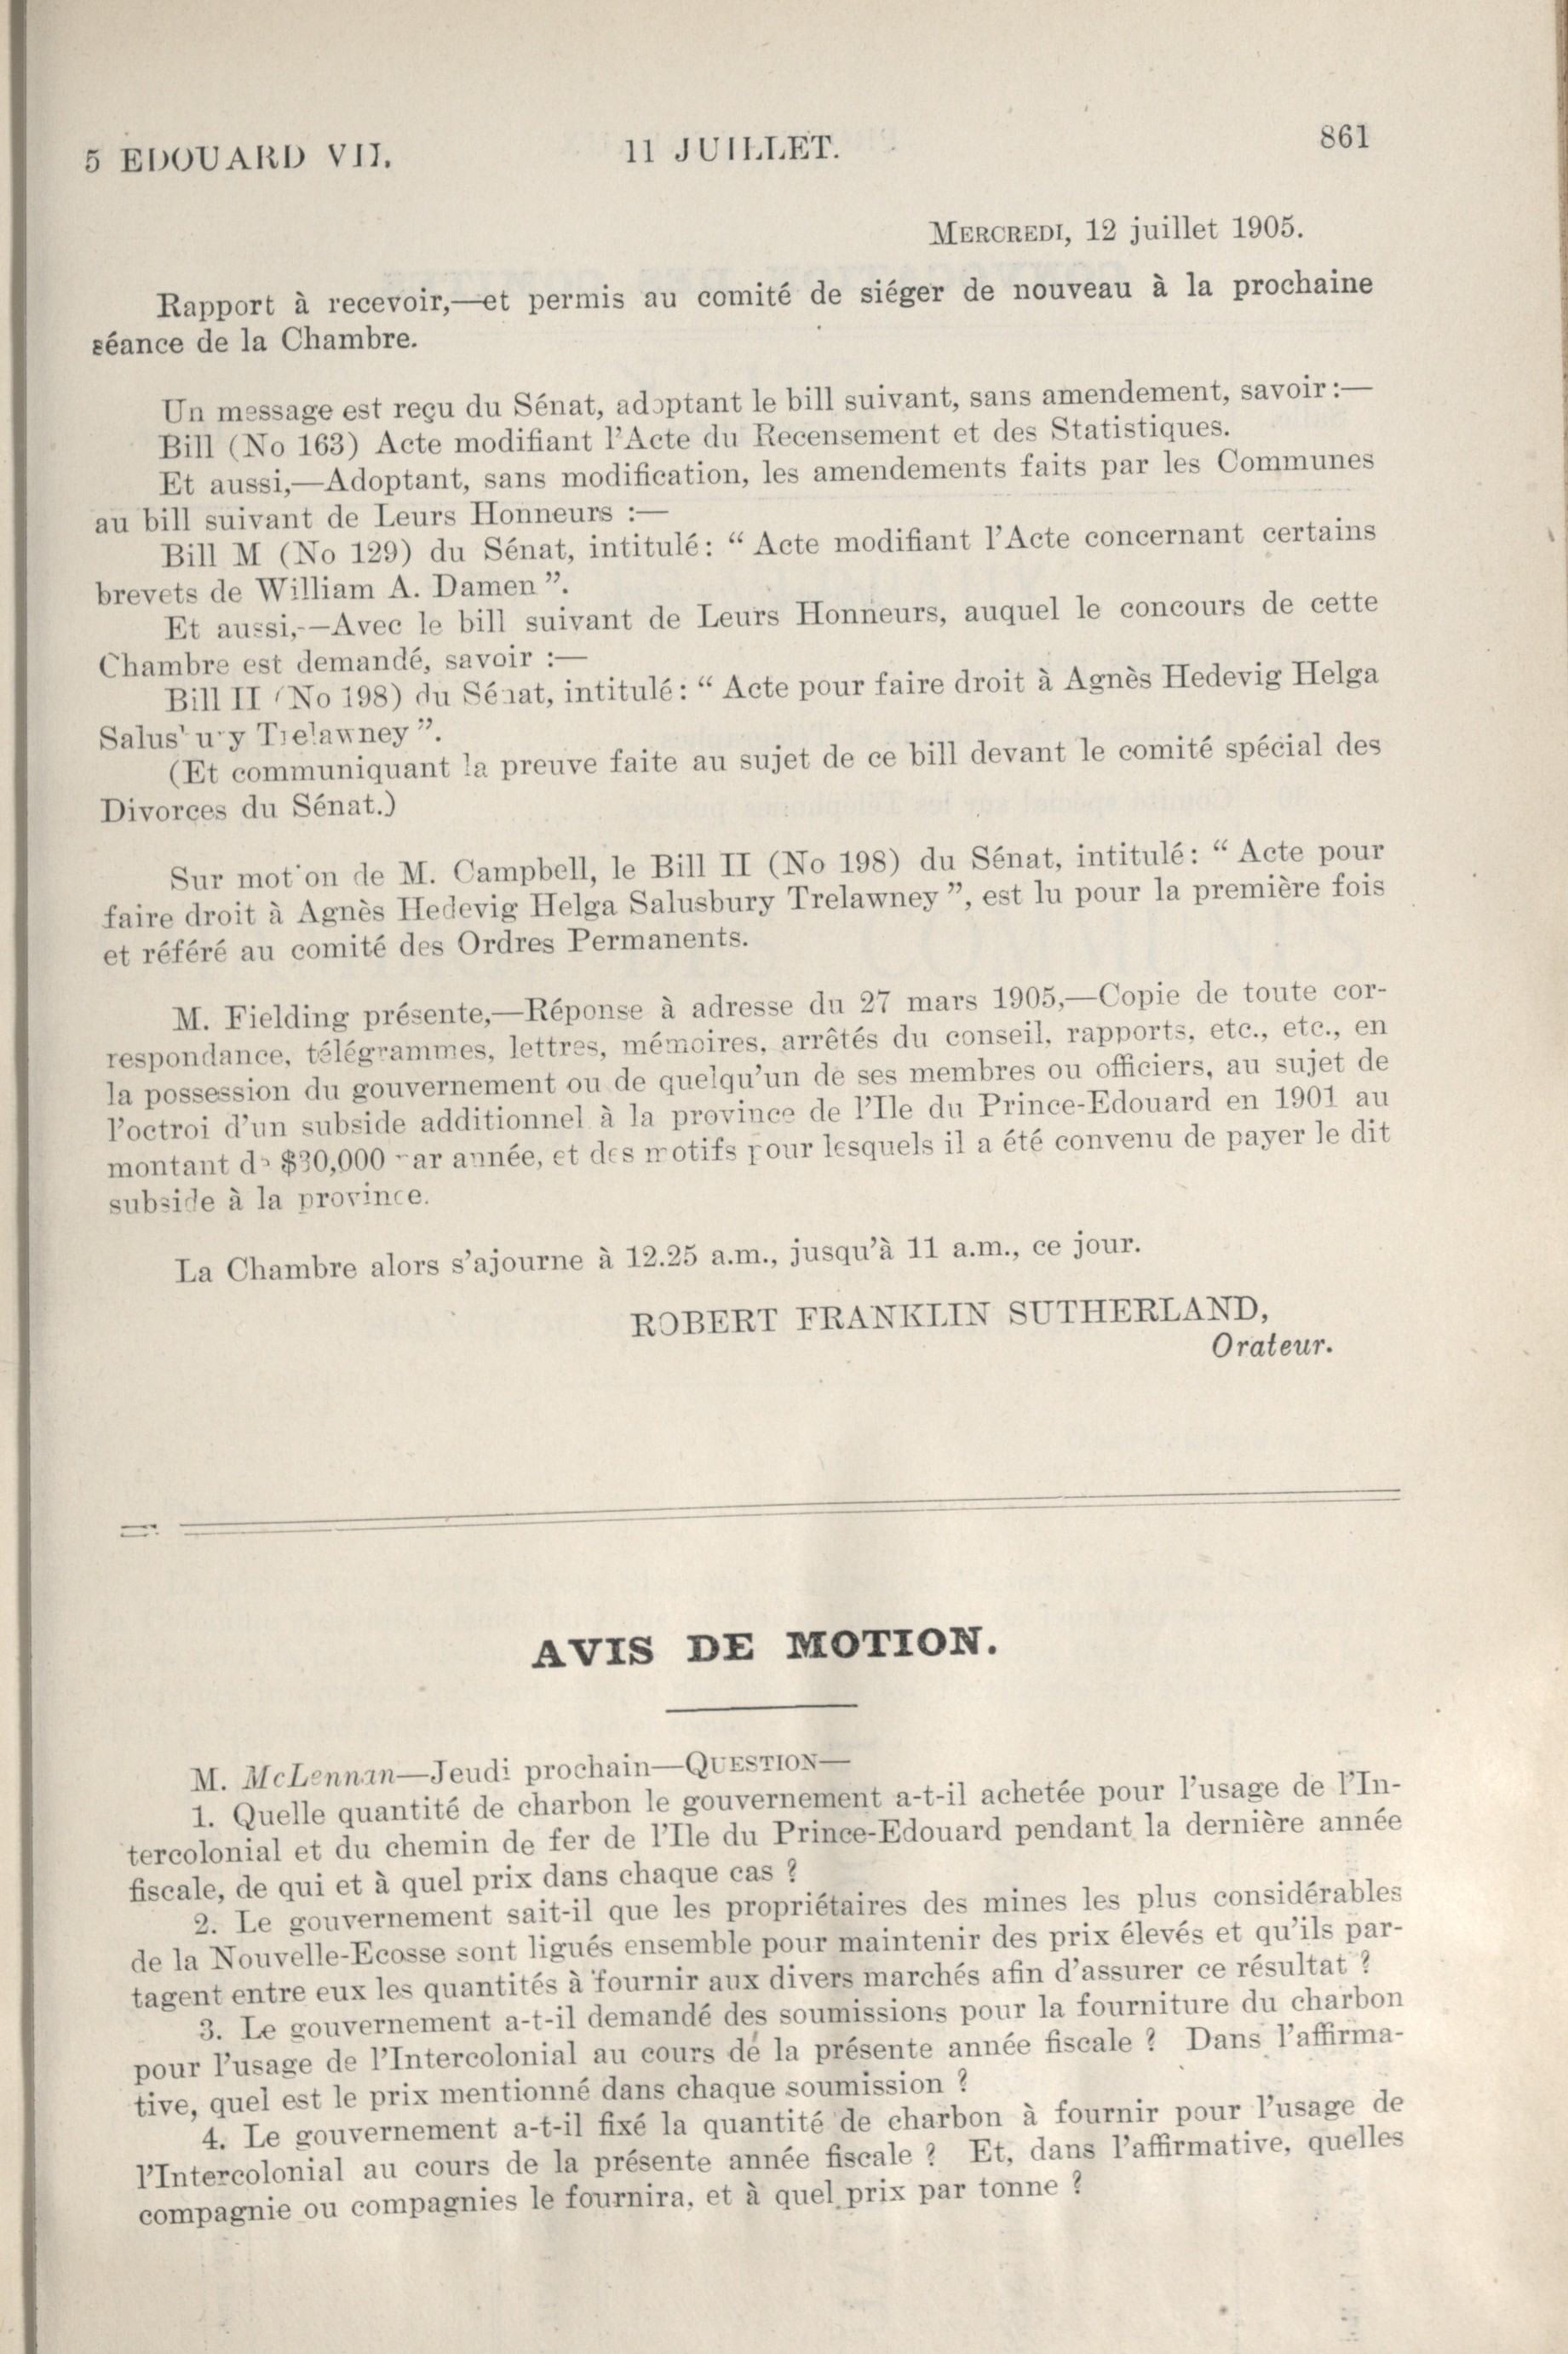 5 EDOUARD VII.
11 JUILLET.
861
MERCREDI, 12 juillet 1905.
Rapport à recevoir,—et permis au comité de siéger de nouveau à la prochaine
séance de la Chambre.
Un message est reçu du Sénat, adoptant le bill suivant, sans amendement, savoir :—
Bill (No 163) Acte modifiant l'Acte du Recensement et des Statistiques.
Et aussi,—Adoptant, sans modification, les amendements faits par les Communes
au bill suivant de Leurs Honneurs :—
Bill M (No 129) du Sénat, intitulé : “ Acte modifiant l'Acte concernant certains
brevets de William A. Damen ”.
Et aussi,—Avec le bill suivant de Leurs Honneurs, auquel le concours de cette
Chambre est demandé, savoir :—
Bill II (No 198) du Sénat, intitulé : “ Acte pour faire droit à Agnès Hedevig Helga
Salusbury Trelawney ”.
(Et communiquant la preuve faite au sujet de ce bill devant le comité spécial des
Divorces du Sénat.)
Sur motion de M. Campbell, le Bill II (No 198) du Sénat, intitulé : “ Acte pour
faire droit à Agnès Hedevig Helga Salusbury Trelawney ”, est lu pour la première fois
et référé au comité des Ordres Permanents.
M. Fielding présente,—Réponse à adresse du 27 mars 1905,—Copie de toute cor-
respondance, télégrammes, lettres, mémoires, arrêtés du conseil, rapports, etc., etc., en
la possession du gouvernement ou de quelqu'un de ses membres ou officiers, au sujet de
l'octroi d'un subside additionnel à la province de l'Ile du Prince-Edouard en 1901 au
montant de $30,000 par année, et des motifs pour lesquels il a été convenu de payer le dit
subside à la province.
La Chambre alors s'ajourne à 12.25 a.m., jusqu'à 11 a.m., ce jour.
ROBERT FRANKLIN SUTHERLAND,
Orateur.
AVIS DE MOTION.
M. McLennan—Jeudi prochain—QUESTION—
1. Quelle quantité de charbon le gouvernement a-t-il achetée pour l'usage de l'In-
tercolonial et du chemin de fer de l'Ile du Prince-Edouard pendant la dernière année
fiscale, de qui et à quel prix dans chaque cas ?
2. Le gouvernement sait-il que les propriétaires des mines les plus considérables
de la Nouvelle-Ecosse sont ligués ensemble pour maintenir des prix élevés et qu'ils par-
tagent entre eux les quantités à fournir aux divers marchés afin d'assurer ce résultat ?
3. Le gouvernement a-t-il demandé des soumissions pour la fourniture du charbon
pour l'usage de l'Intercolonial au cours de la présente année fiscale ? Dans l'affirma-
tive, quel est le prix mentionné dans chaque soumission ?
4. Le gouvernement a-t-il fixé la quantité de charbon à fournir pour l'usage de
l'Intercolonial au cours de la présente année fiscale ? Et, dans l'affirmative, quelles
compagnie ou compagnies le fournira, et à quel prix par tonne ?